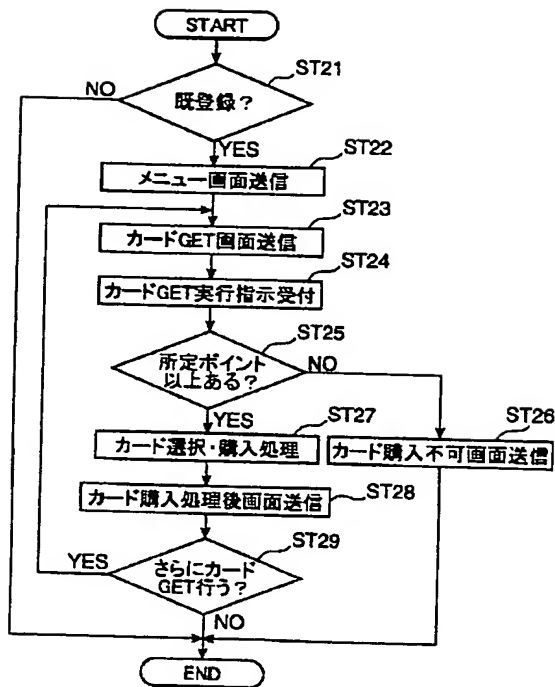 START
ST21
NO
既登録?
YES
ST22
メニュー画面送信
ST23
カードGET画面送信
ST24
カードGET実行指示受付
ST25
所定ポイント
以上ある?
NO
YES
ST26
ST27
カード選択・購入処理
カード購入不可画面送信
カード購入処理後画面送信
ST28
ST29
YES
さらにカード
GET行う?
NO
END